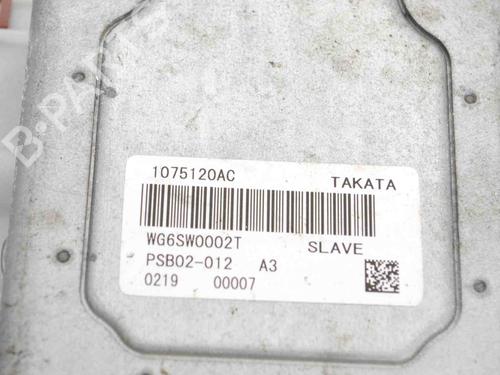 B-PARTS
1075120AC TAKATA
WG6SW0002T SLAVE
PSB02-012 A3
0219 00007